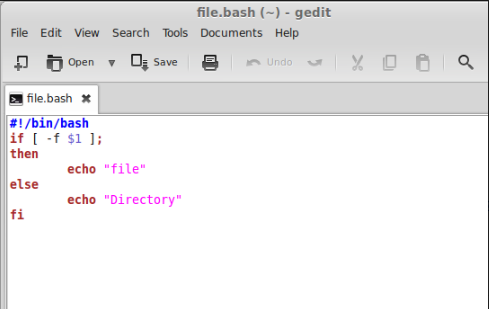 file.bash (~) - gedit
File Edit View Search Tools Documents Help
Open Save Undo
file.bash
#!/bin/bash
if [ -f $1 ];
then
        echo "file"
else
        echo "Directory"
fi